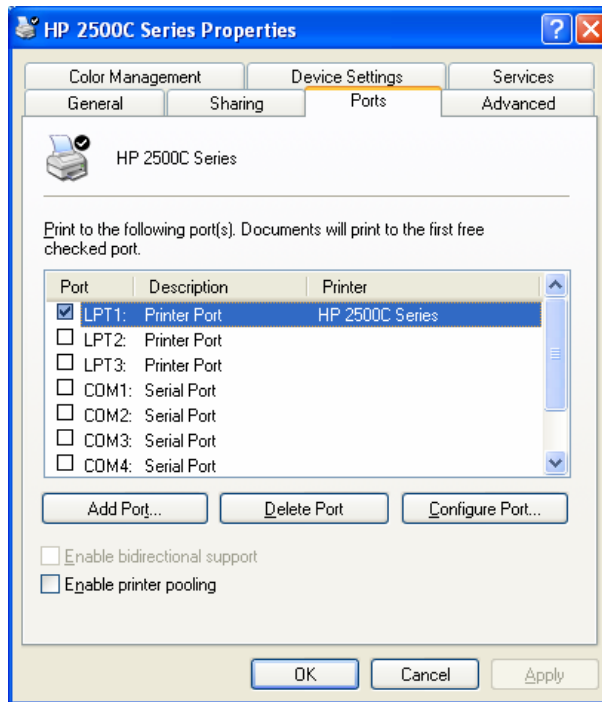 HP 2500C Series Properties
Color Management Device Settings Services
General Sharing Ports Advanced
HP 2500C Series
Print to the following port(s). Documents will print to the first free
checked port.
Port Description Printer
LPT1: Printer Port HP 2500C Series
LPT2: Printer Port
LPT3: Printer Port
COM1: Serial Port
COM2: Serial Port
COM3: Serial Port
COM4: Serial Port
Add Port... Delete Port Configure Port...
Enable bidirectional support
Enable printer pooling
OK Cancel Apply